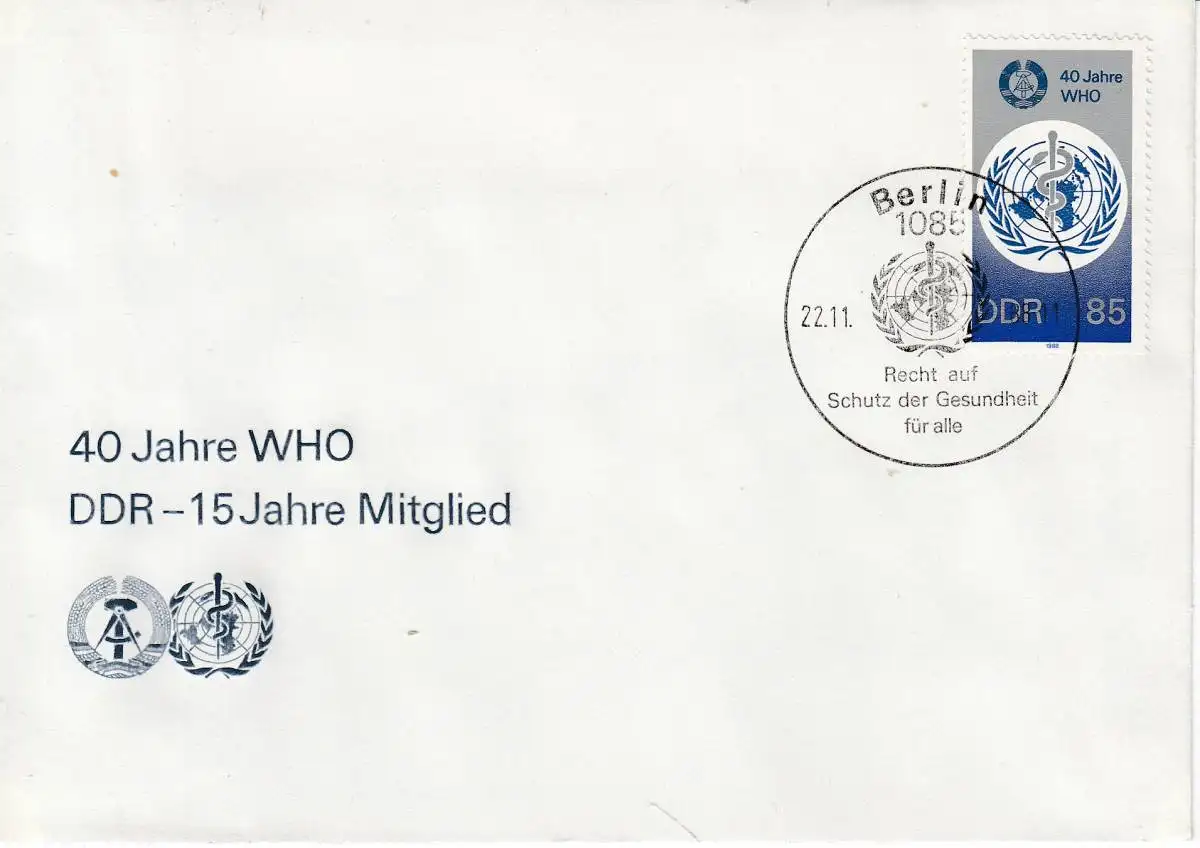 40 Jahre
WHO
DDR 85
1988
Berlin
1085
22.11.
Recht auf
Schutz der Gesundheit
für alle
40 Jahre WHO
DDR – 15 Jahre Mitglied